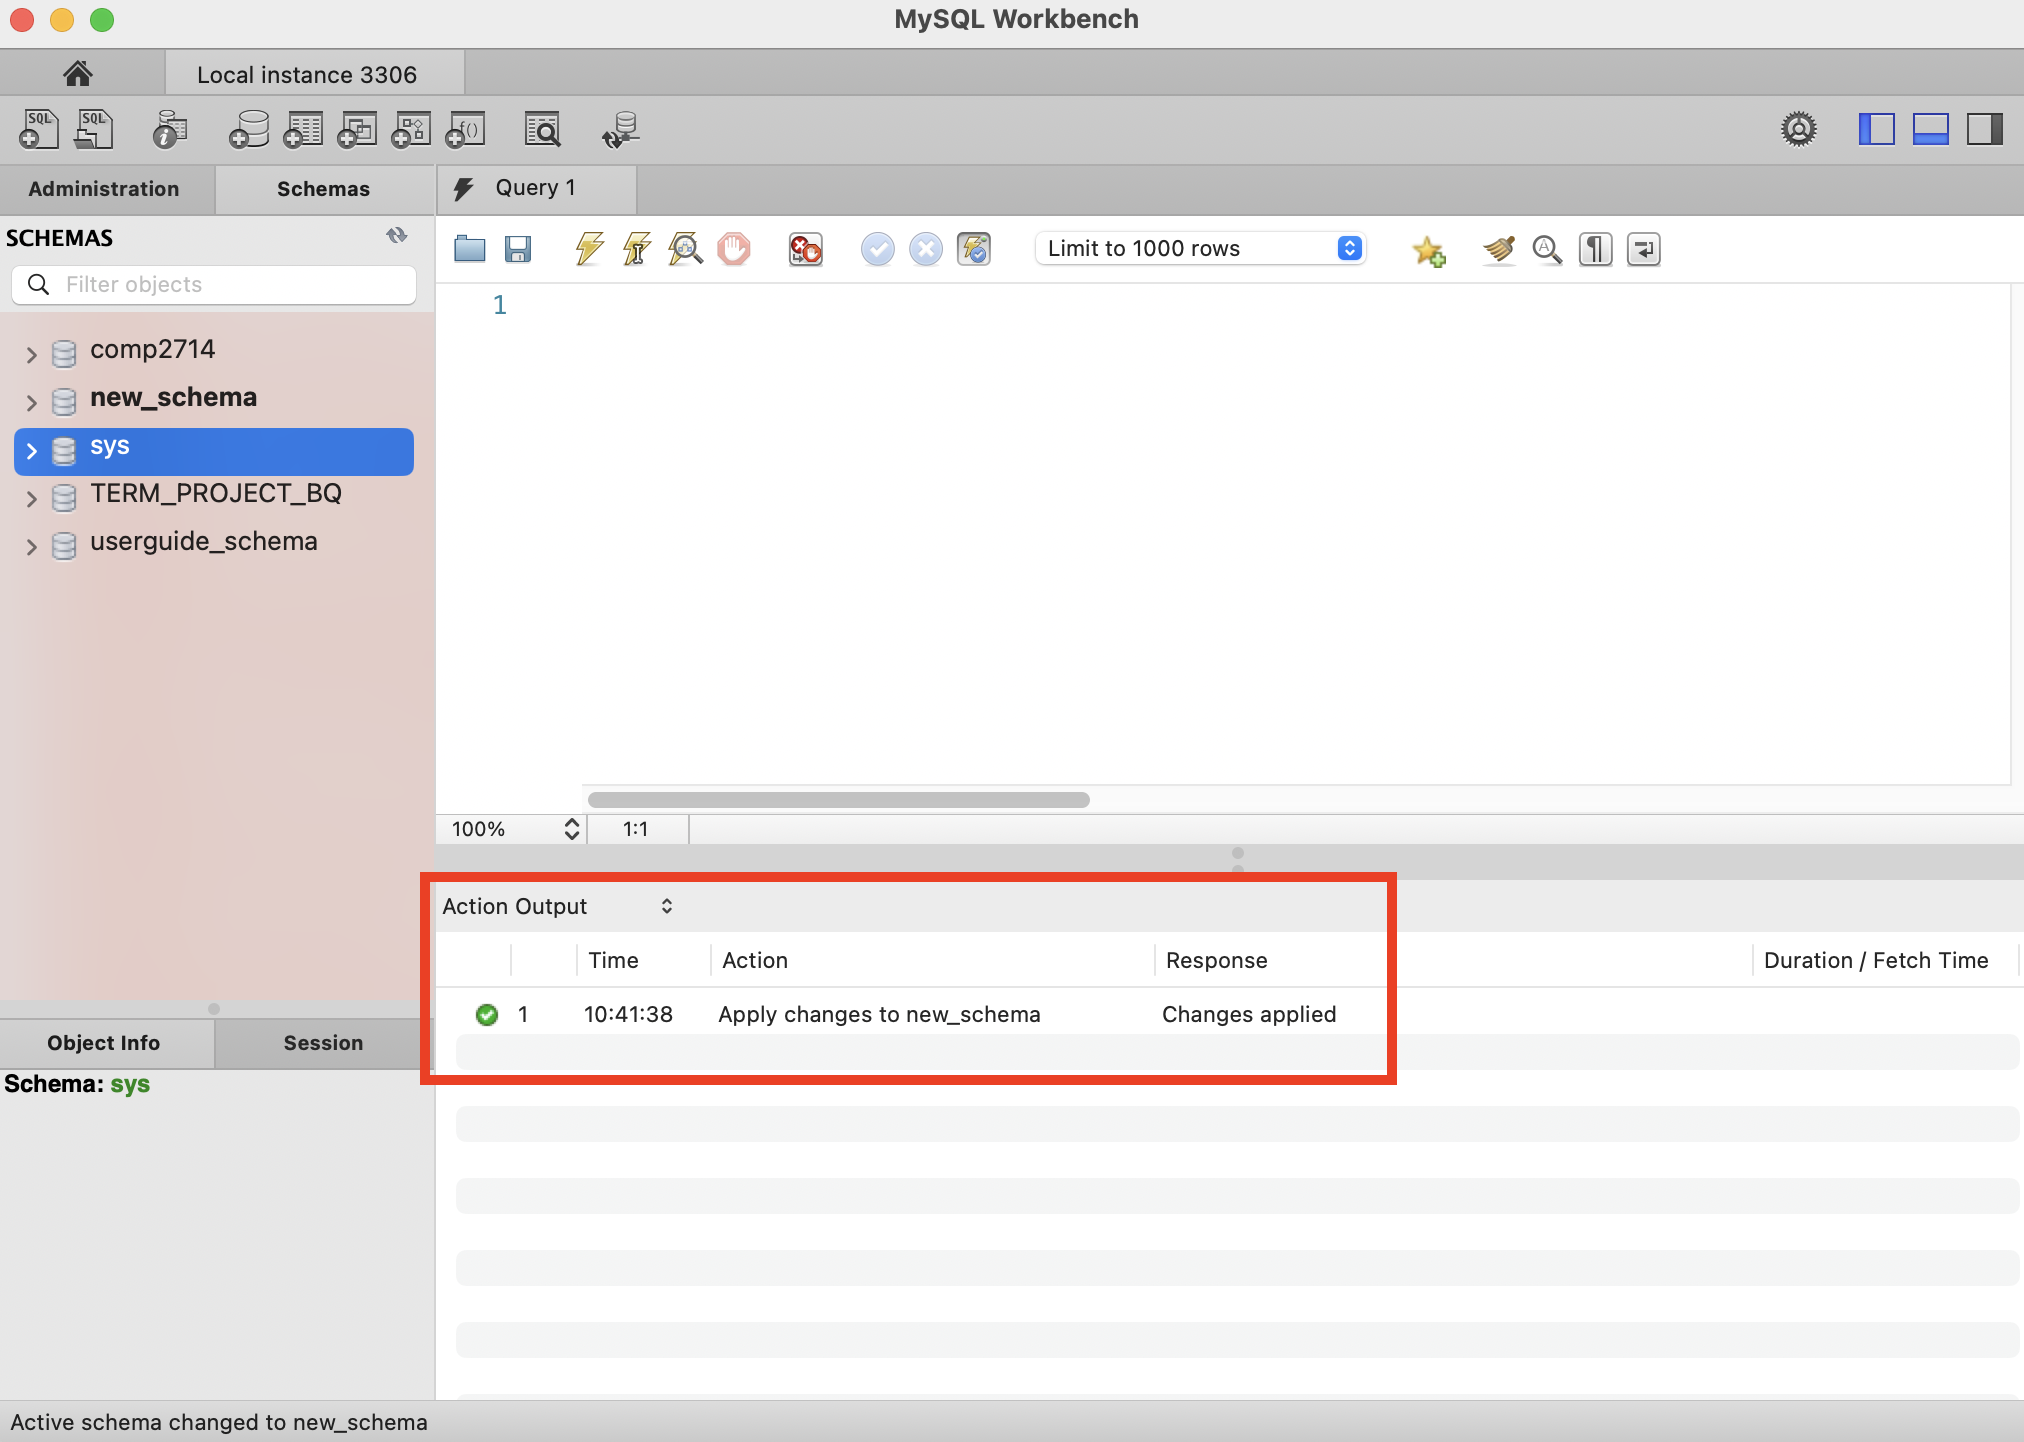 MySQL Workbench
Local instance 3306
SQL SQL
i
f()
Administration Schemas Query 1
SCHEMAS
Limit to 1000 rows
Filter objects
1
comp2714
new_schema
sys
TERM_PROJECT_BQ
userguide_schema
100% 1:1
Action Output
Time Action Response Duration / Fetch Time
1 10:41:38 Apply changes to new_schema Changes applied
Object Info Session
Schema: sys
Active schema changed to new_schema